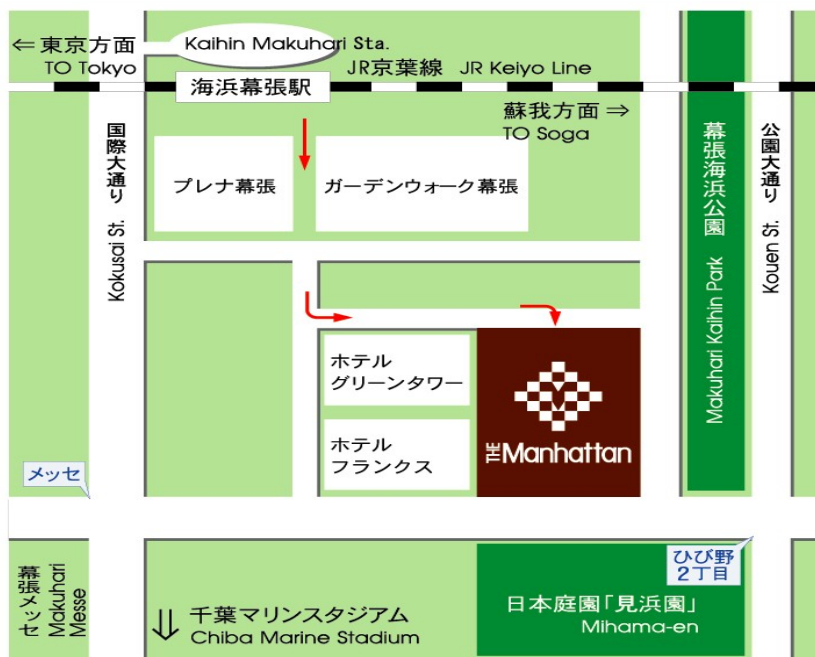 ⇐ 東京方面
TO Tokyo
Kaihin Makuhari Sta.
海浜幕張駅
JR京葉線 JR Keiyo Line
蘇我方面 ⇒
TO Soga
国際大通り Kokusai St.
プレナ幕張
ガーデンウォーク幕張
幕張海浜公園 Makuhari Kaihin Park
公園大通り Kouen St.
ホテル
グリーンタワー
ホテル
フランクス
THE Manhattan
メッセ
ひび野
2丁目
幕張メッセ
Makuhari
Messe
⇓ 千葉マリンスタジアム
Chiba Marine Stadium
日本庭園「見浜園」
Mihama-en